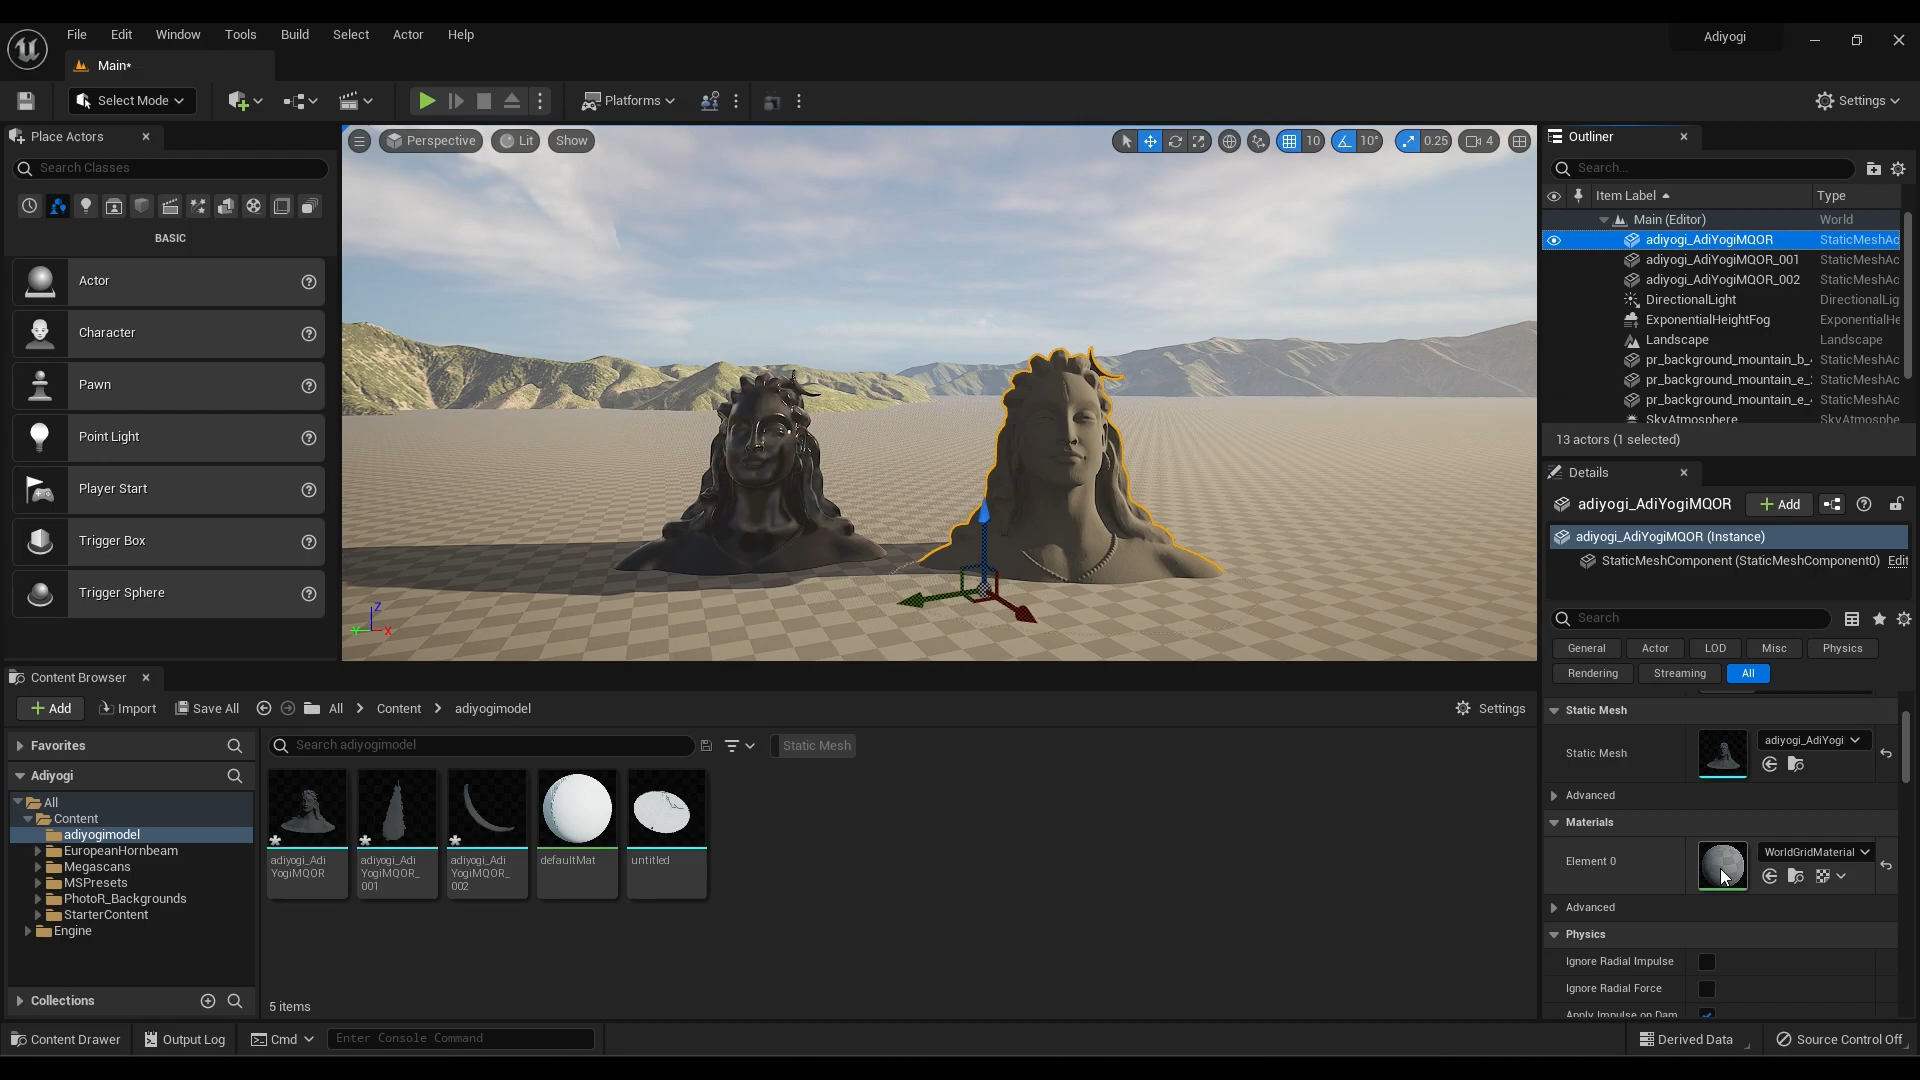 File Edit Window Tools Build Select Actor Help
Adiyogi
Main*
Select Mode
Platforms
Settings
Place Actors
Search Classes
BASIC
Actor
Character
Pawn
Point Light
Player Start
Trigger Box
Trigger Sphere
Perspective Lit Show
10 10° 0.25 4
Z
Y X
Outliner
Search...
Item Label Type
Main (Editor) World
adiyogi_AdiYogiMQOR StaticMeshAc
adiyogi_AdiYogiMQOR_001 StaticMeshAc
adiyogi_AdiYogiMQOR_002 StaticMeshAc
DirectionalLight DirectionalLig
ExponentialHeightFog ExponentialHe
Landscape Landscape
pr_background_mountain_b_ StaticMeshAc
pr_background_mountain_e_ StaticMeshAc
pr_background_mountain_e_ StaticMeshAc
SkyAtmosphere SkyAtmosphe
13 actors (1 selected)
Details
adiyogi_AdiYogiMQOR Add
adiyogi_AdiYogiMQOR (Instance)
StaticMeshComponent (StaticMeshComponent0) Edit
Search
General Actor LOD Misc Physics
Rendering Streaming All
Static Mesh
Static Mesh adiyogi_AdiYogi
Advanced
Materials
Element 0 WorldGridMaterial
Advanced
Physics
Ignore Radial Impulse
Ignore Radial Force
Apply Impulse on Dam
Content Browser
Add Import Save All All Content adiyogimodel Settings
Favorites
Adiyogi
All
Content
adiyogimodel
EuropeanHornbeam
Megascans
MSPresets
PhotoR_Backgrounds
StarterContent
Engine
Collections
Search adiyogimodel Static Mesh
adiyogi_Adi
YogiMQOR
adiyogi_Adi
YogiMQOR_
001
adiyogi_Adi
YogiMQOR_
002
defaultMat
untitled
5 items
Content Drawer Output Log Cmd Enter Console Command Derived Data Source Control Off